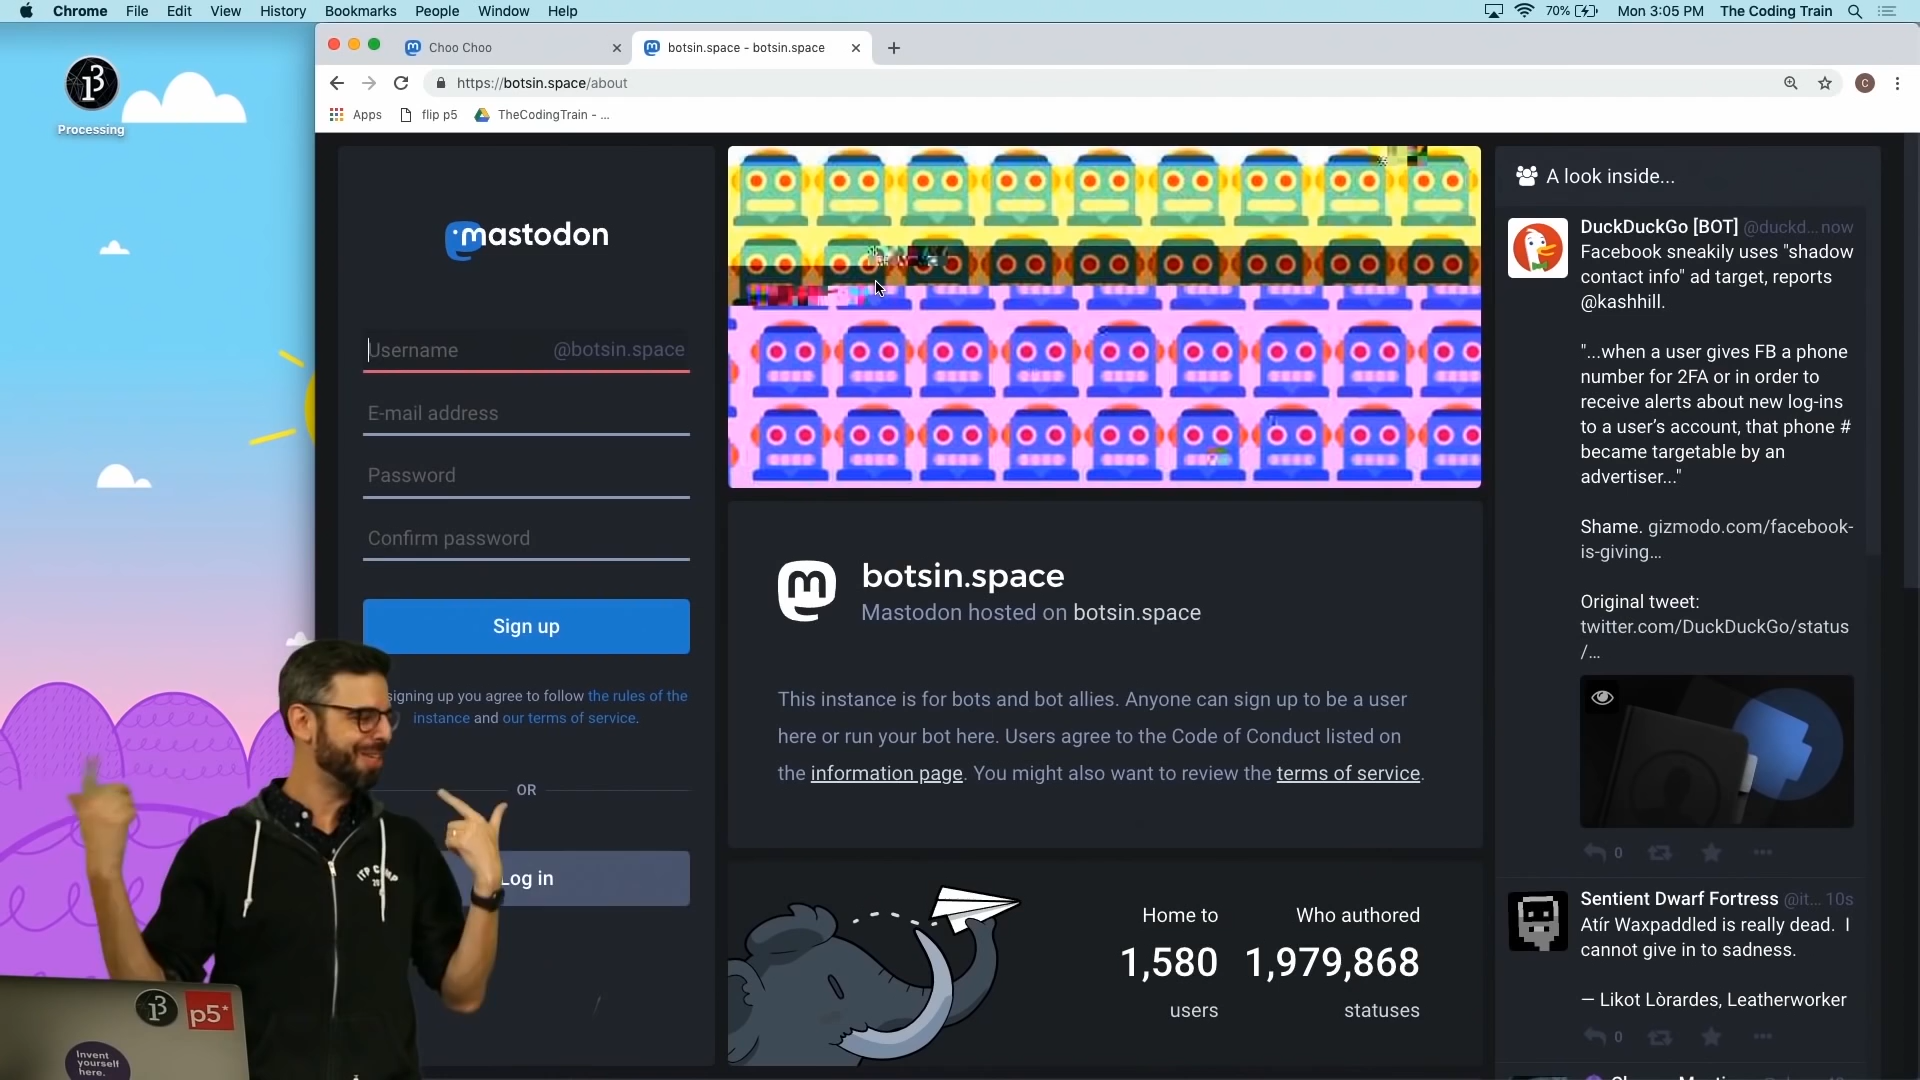 Chrome File Edit View History Bookmarks People Window Help
70% Mon 3:05 PM The Coding Train
Choo Choo
botsin.space - botsin.space
https://botsin.space/about
C
Apps flip p5 TheCodingTrain - ...
Processing
mastodon
Username @botsin.space
E-mail address
Password
Confirm password
Sign up
signing up you agree to follow the rules of the
instance and our terms of service.
OR
Log in
ITP CAMP
p5*
Invent
yourself
here.
botsin.space
Mastodon hosted on botsin.space
This instance is for bots and bot allies. Anyone can sign up to be a user
here or run your bot here. Users agree to the Code of Conduct listed on
the information page. You might also want to review the terms of service.
Home to
1,580
users
Who authored
1,979,868
statuses
A look inside...
DuckDuckGo [BOT] @duckd... now
Facebook sneakily uses "shadow
contact info" ad target, reports
@kashhill.
"...when a user gives FB a phone
number for 2FA or in order to
receive alerts about new log-ins
to a user’s account, that phone #
became targetable by an
advertiser..."
Shame. gizmodo.com/facebook-
is-giving…
Original tweet:
twitter.com/DuckDuckGo/status
/…
0
Sentient Dwarf Fortress @it... 10s
Atír Waxpaddled is really dead. I
cannot give in to sadness.
— Likot Lòrardes, Leatherworker
0